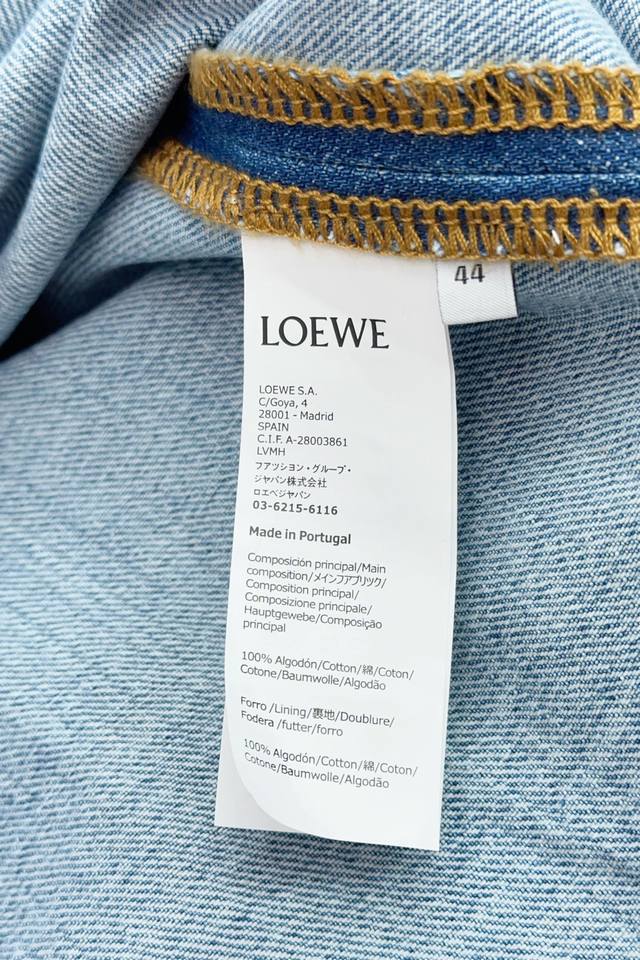 44
LOEWE
LOEWE S.A.
C/Goya, 4
28001 - Madrid
SPAIN
C.I.F. A-28003861
LVMH
フアツション・グループ・
ジャパン株式会社
ロエベジャパン
03-6215-6116
Made in Portugal
Composición principal/Main
composition/メインフアブリック/
Composition principal/
Composizione principale/
Hauptgewebe/Composição
principal
100% Algodón/Cotton/綿/Coton/
Cotone/Baumwolle/Algodão
Forro /Lining/裏地/Doublure/
Fodera /futter/forro
100% Algodón/Cotton/綿/Coton/
Cotone/Baumwolle/Algodão